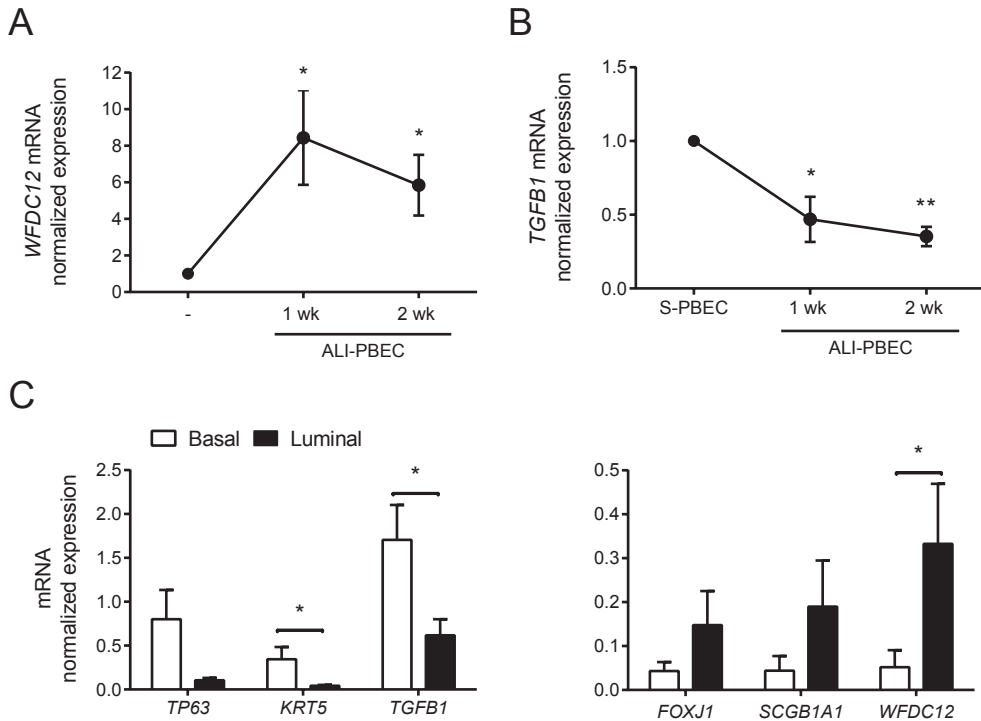 A
WFDC12 mRNA
normalized expression
12
10
8
6
4
2
0
*
*
-
1 wk
2 wk
ALI-PBEC
B
TGFB1 mRNA
normalized expression
1.5
1.0
0.5
0.0
*
**
S-PBEC
1 wk
2 wk
ALI-PBEC
C
Basal Luminal
mRNA
normalized expression
2.5
2.0
1.5
1.0
0.5
0.0
*
*
TP63 KRT5 TGFB1
0.5
0.4
0.3
0.2
0.1
0.0
*
FOXJ1 SCGB1A1 WFDC12